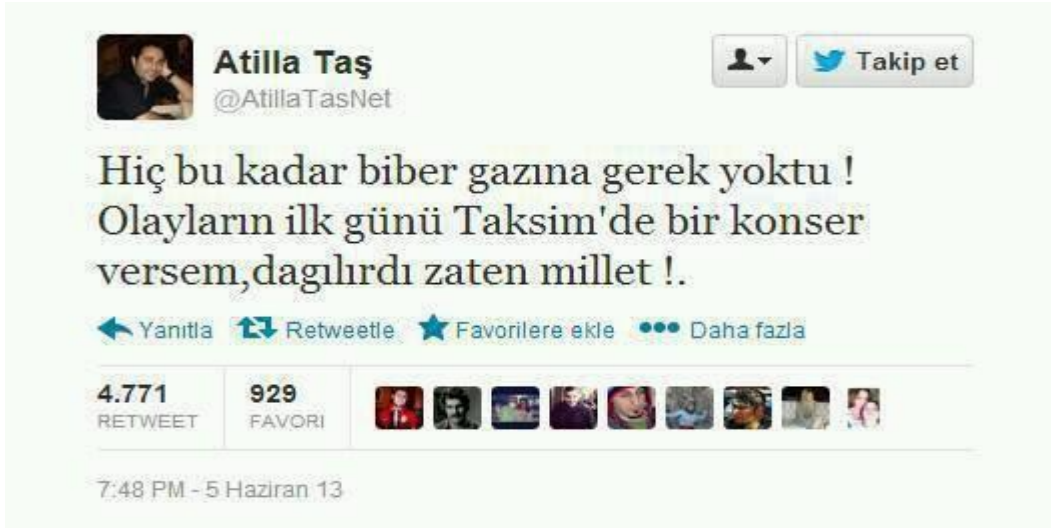 Atilla Taş
@AtillaTasNet
Takip et
Hiç bu kadar biber gazına gerek yoktu !
Olayların ilk günü Taksim'de bir konser
versem,dagılırdı zaten millet !.
Yanıtla Retweetle Favorilere ekle Daha fazla
4.771 929
RETWEET FAVORI
7:48 PM - 5 Haziran 13